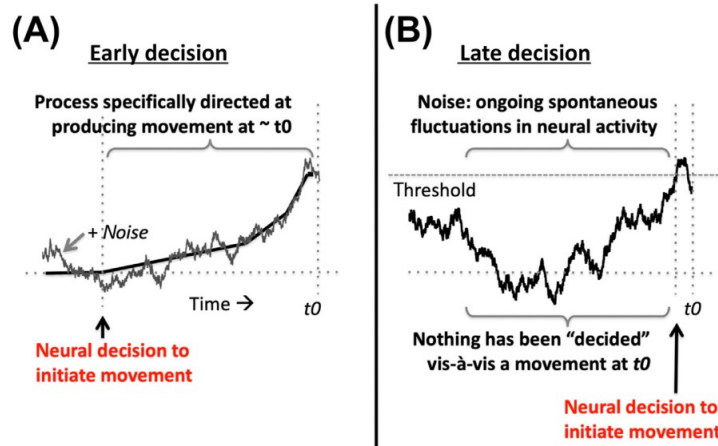 (A)
Early decision
Process specifically directed at
producing movement at ~ t0
+ Noise
Time →
t0
Neural decision to
initiate movement
(B)
Late decision
Noise: ongoing spontaneous
fluctuations in neural activity
Threshold
t0
Nothing has been “decided”
vis-à-vis a movement at t0
Neural decision to
initiate movement